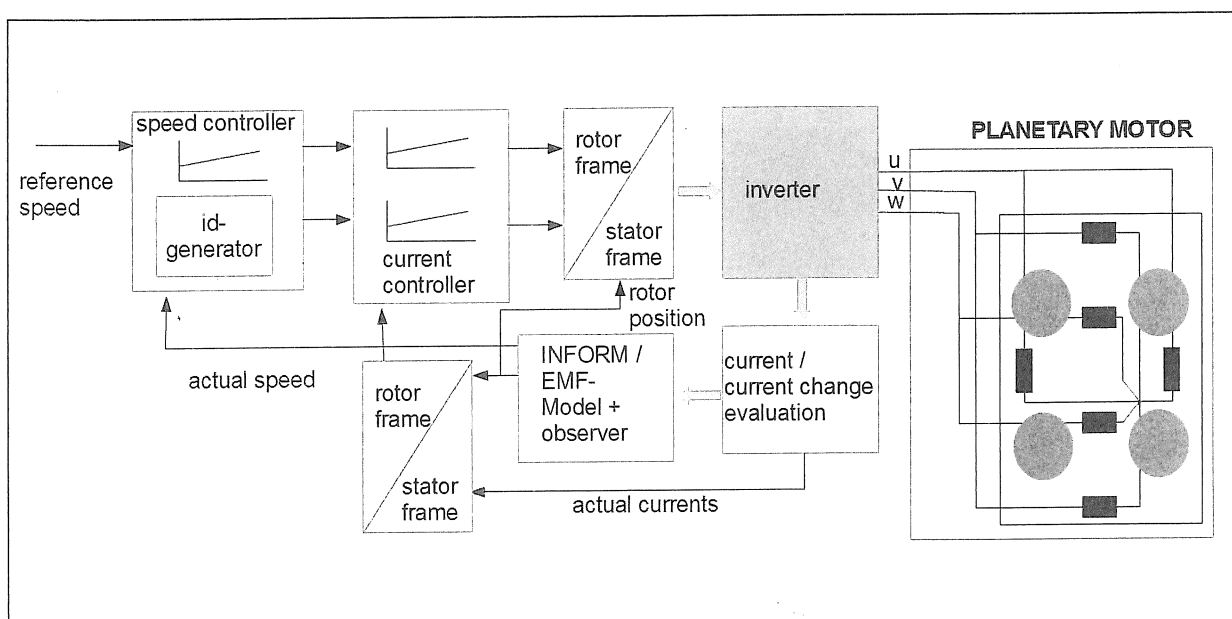 speed controller
reference
speed
id-
generator
current
controller
rotor
frame
stator
frame
inverter
u
v
w
PLANETARY MOTOR
rotor
position
actual speed
rotor
frame
stator
frame
INFORM /
EMF-
Model +
observer
current /
current change
evaluation
actual currents